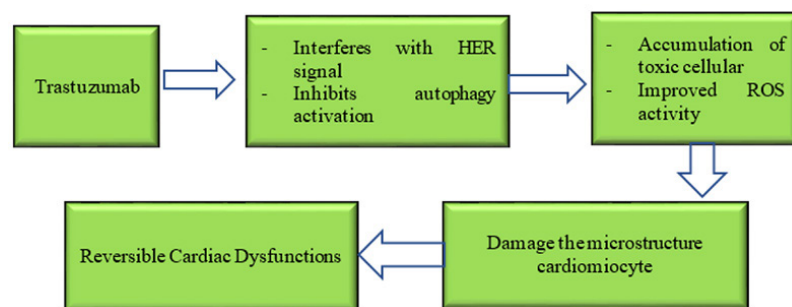 Trastuzumab
- Interferes with HER
signal
- Inhibits autophagy
activation
- Accumulation of
toxic cellular
- Improved ROS
activity
Damage the microstructure
cardiomiocyte
Reversible Cardiac Dysfunctions